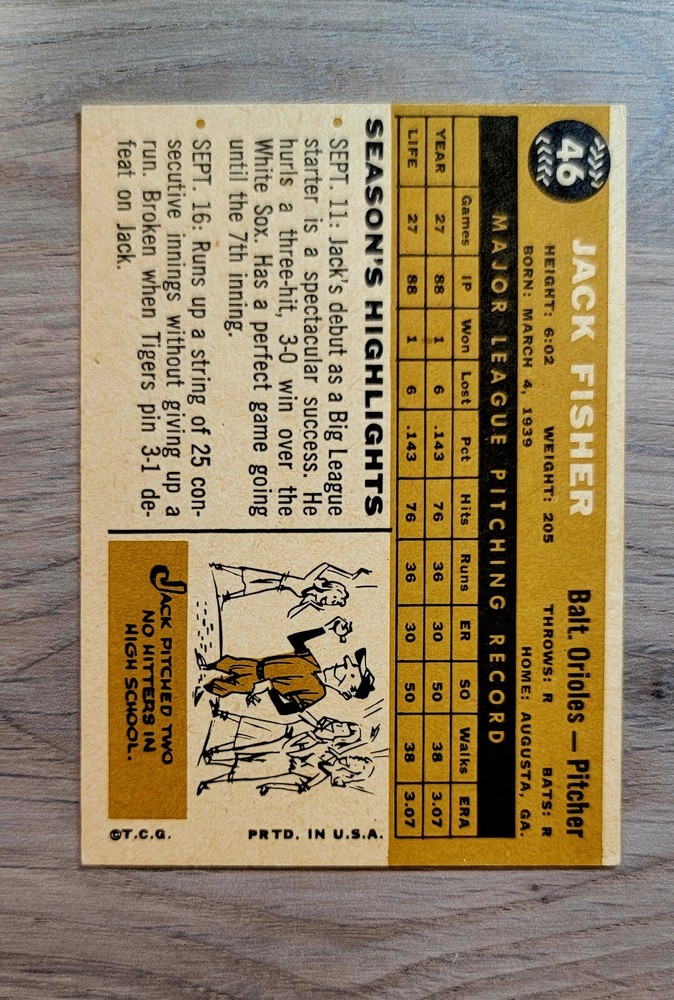 46
JACK FISHER
Balt. Orioles — Pitcher
HEIGHT: 6:02 WEIGHT: 205 THROWS: R BATS: R
BORN: MARCH 4, 1939 HOME: AUGUSTA, GA.
MAJOR LEAGUE PITCHING RECORD
Games IP Won Lost Pct Hits Runs ER SO Walks ERA
YEAR 27 88 1 6 .143 76 36 30 50 38 3.07
LIFE 27 88 1 6 .143 76 36 30 50 38 3.07
SEASON'S HIGHLIGHTS
• SEPT. 11: Jack's debut as a Big League
starter is a spectacular success. He
hurls a three-hit, 3-0 win over the
White Sox. Has a perfect game going
until the 7th inning.
• SEPT. 16: Runs up a string of 25 con-
secutive innings without giving up a
run. Broken when Tigers pin 3-1 de-
feat on Jack.
JACK PITCHED TWO
NO HITTERS IN
HIGH SCHOOL.
©T.C.G. PRTD. IN U.S.A.